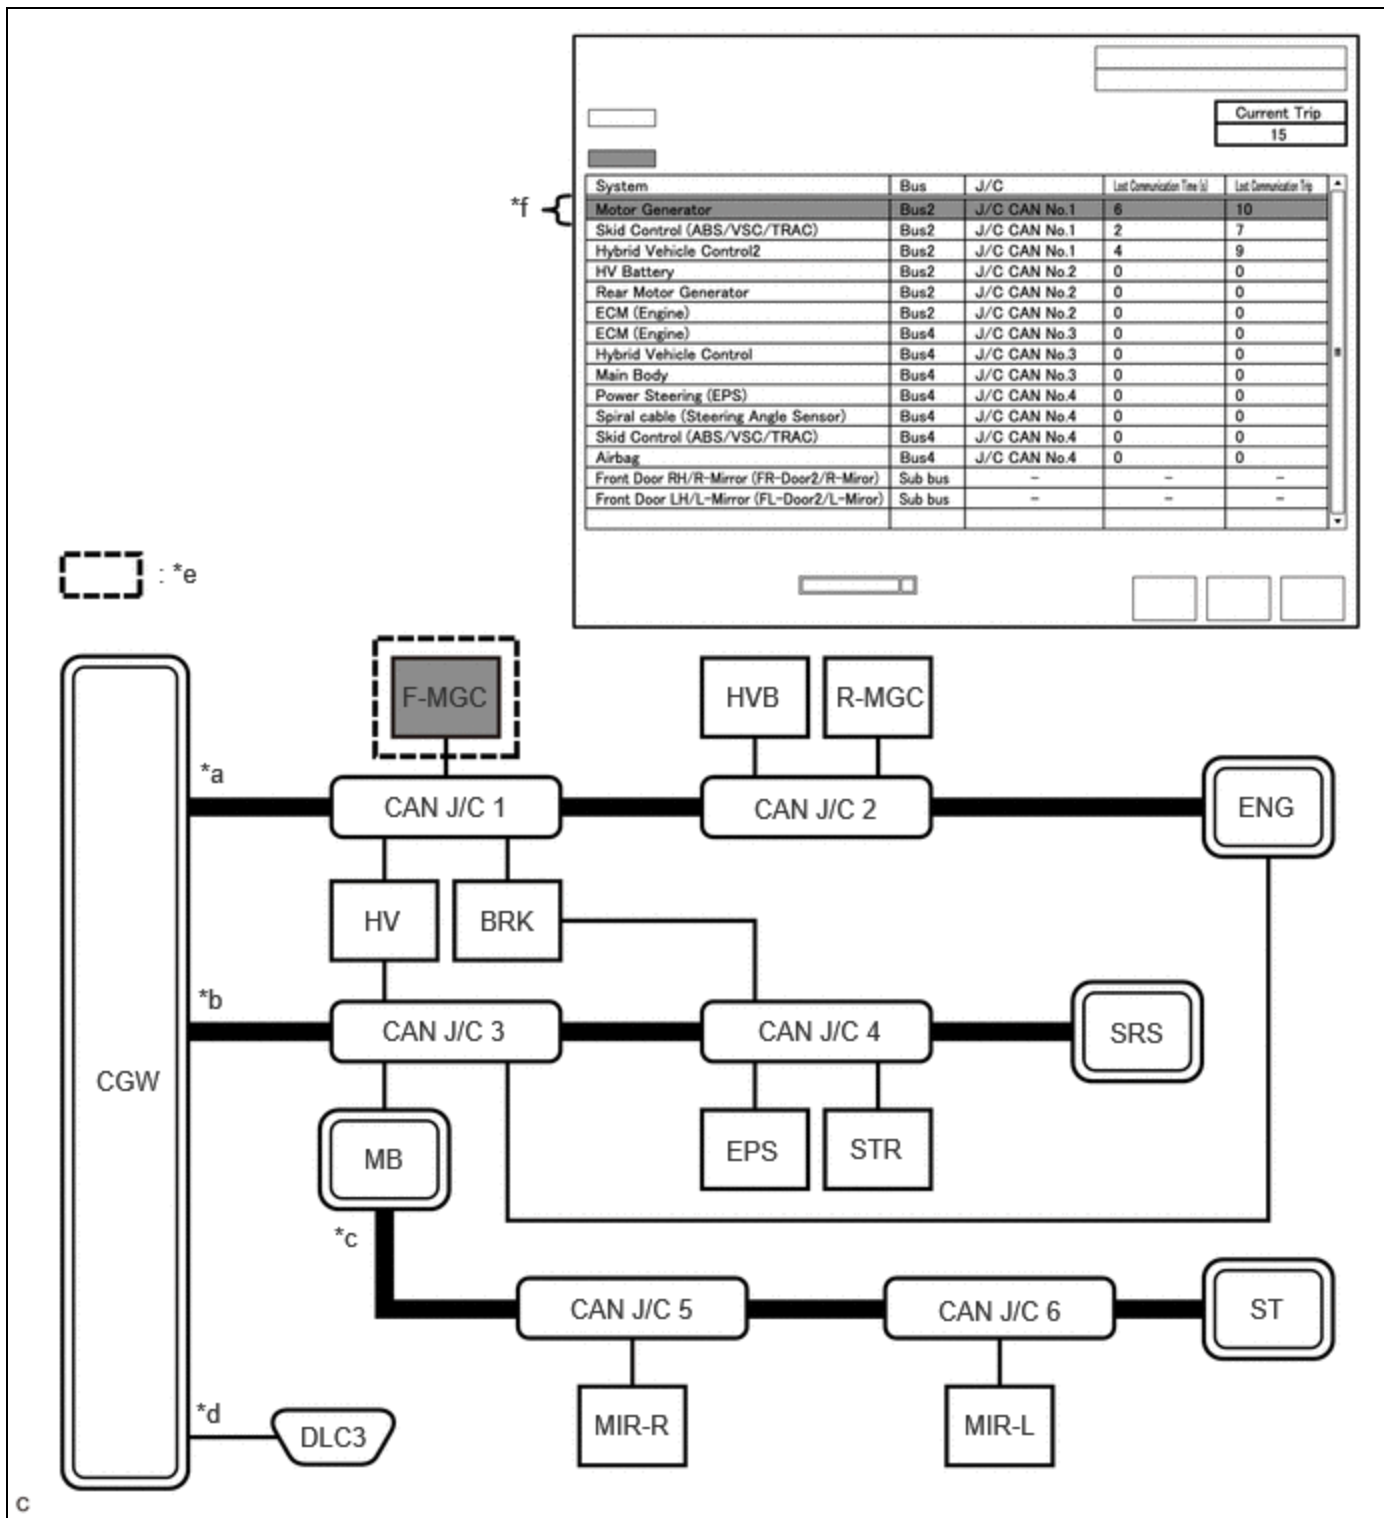 Current Trip
15
System Bus J/C Lost Communication Time (s) Lost Communication Trip
*f
Motor Generator Bus2 J/C CAN No.1 6 10
Skid Control (ABS/VSC/TRAC) Bus2 J/C CAN No.1 2 7
Hybrid Vehicle Control2 Bus2 J/C CAN No.1 4 9
HV Battery Bus2 J/C CAN No.2 0 0
Rear Motor Generator Bus2 J/C CAN No.2 0 0
ECM (Engine) Bus2 J/C CAN No.2 0 0
ECM (Engine) Bus4 J/C CAN No.3 0 0
Hybrid Vehicle Control Bus4 J/C CAN No.3 0 0
Main Body Bus4 J/C CAN No.3 0 0
Power Steering (EPS) Bus4 J/C CAN No.4 0 0
Spiral cable (Steering Angle Sensor) Bus4 J/C CAN No.4 0 0
Skid Control (ABS/VSC/TRAC) Bus4 J/C CAN No.4 0 0
Airbag Bus4 J/C CAN No.4 0 0
Front Door RH/R-Mirror (FR-Door2/R-Miror) Sub bus - - -
Front Door LH/L-Mirror (FL-Door2/L-Miror) Sub bus - - -
: *e
F-MGC HVB R-MGC
*a
CAN J/C 1 CAN J/C 2 ENG
HV BRK
*b
CAN J/C 3 CAN J/C 4 SRS
CGW
MB EPS STR
*c
CAN J/C 5 CAN J/C 6 ST
*d
MIR-R MIR-L
DLC3
c